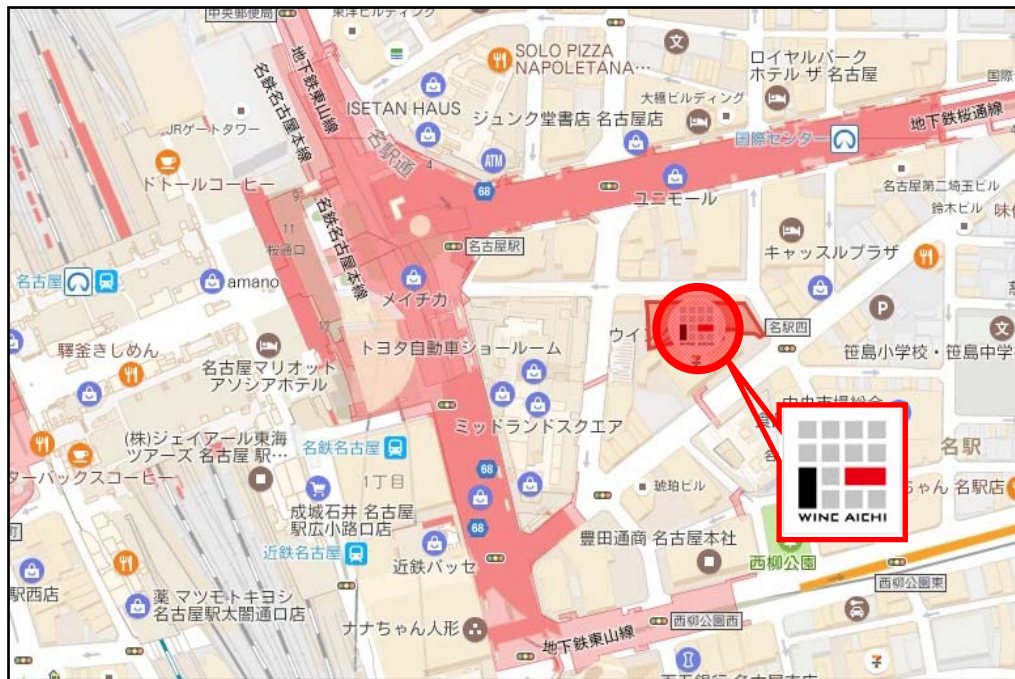 中央郵便局
東洋ビルディング
地下鉄東山線
名鉄名古屋本線
SOLO PIZZA
NAPOLETANA…
ロイヤルパーク
ホテル ザ 名古屋
国際
ISETAN HAUS
大橋ビルディング
ジュンク堂書店 名古屋店
JRゲートタワー
名駅通
4
ATM
68
国際センター
地下鉄桜通線
ドトールコーヒー
9
ユニモール
名古屋第二埼玉ビル
鈴木ビル
味
11
桜通口
名鉄名古屋本線
名古屋駅
キャッスルプラザ
名古屋
amano
メイチカ
P
ウイ
名駅四
驛釜きしめん
トヨタ自動車ショールーム
笹島小学校・笹島中学校
名古屋マリオット
アソシアホテル
ミッドランドスクエア
(株)ジェイアール東海
ツアーズ 名古屋 駅…
名鉄名古屋
名駅
ターバックスコーヒー
1丁目
68
琥珀ビル
ちゃん 名駅店
WINC AICHI
成城石井 名古屋
駅広小路口店
68
豊田通商 名古屋本社
近鉄名古屋
近鉄パッセ
西柳公園
西柳公園東
駅西店
薬 マツモトキヨシ
名古屋駅太閤通口店
ナナちゃん人形
西柳公園西
地下鉄東山線